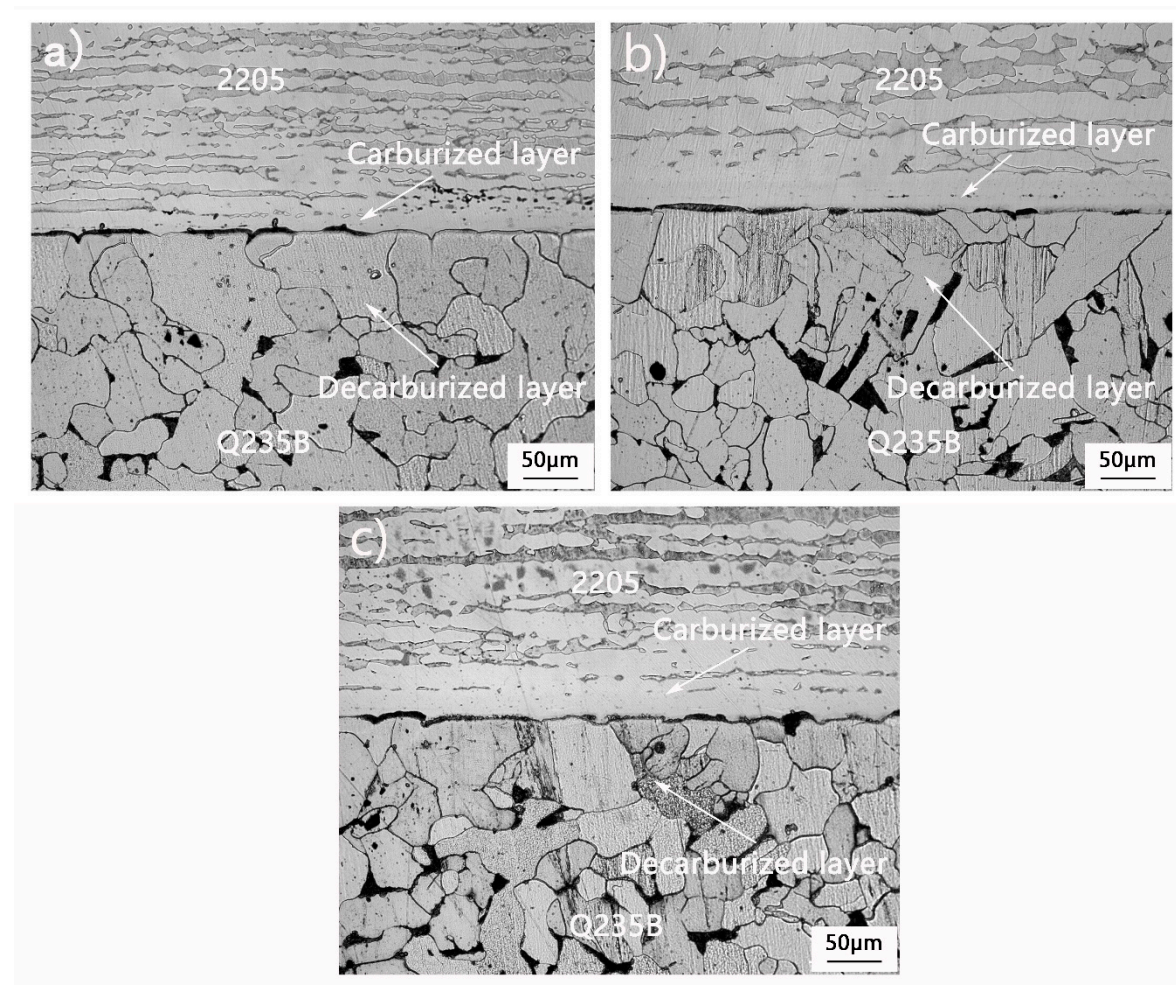 a)
2205
Carburized layer
Decarburized layer
Q235B
50μm
b)
2205
Carburized layer
Decarburized layer
Q235B
50μm
c)
2205
Carburized layer
Decarburized layer
Q235B
50μm